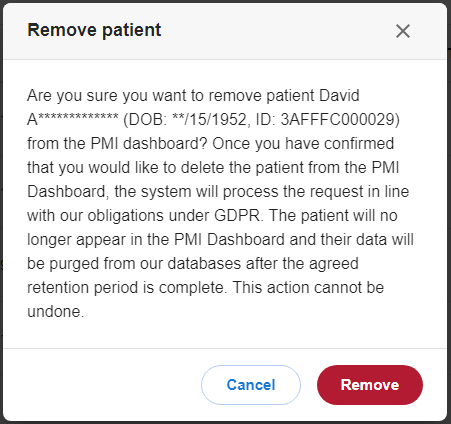 Remove patient
Are you sure you want to remove patient David
A************* (DOB: **/15/1952, ID: 3AFFFC000029)
from the PMI dashboard? Once you have confirmed
that you would like to delete the patient from the PMI
Dashboard, the system will process the request in line
with our obligations under GDPR. The patient will no
longer appear in the PMI Dashboard and their data will
be purged from our databases after the agreed
retention period is complete. This action cannot be
undone.
Cancel
Remove